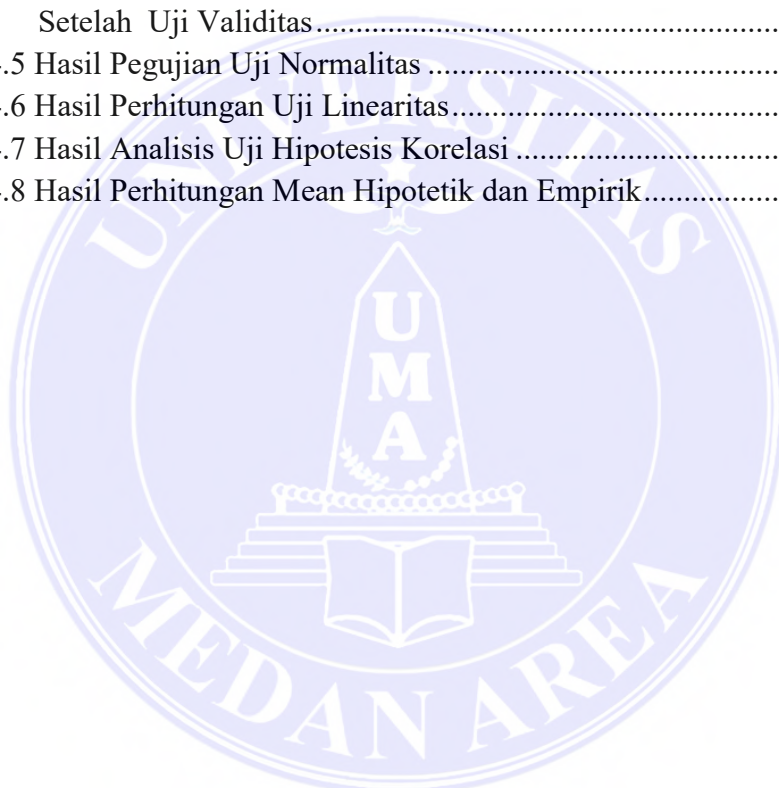 Setelah  Uji Validitas...............................................................
.5 Hasil Pegujian Uji Normalitas ...............................................
.6 Hasil Perhitungan Uji Linearitas............................................
.7 Hasil Analisis Uji Hipotesis Korelasi ....................................
.8 Hasil Perhitungan Mean Hipotetik dan Empirik....................
UNIVERSITAS
U
M
A
MEDAN AREA